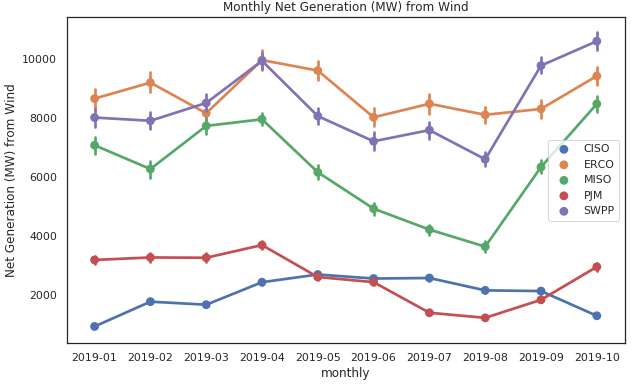 Monthly Net Generation (MW) from Wind
Net Generation (MW) from Wind
10000
8000
6000
4000
2000
CISO
ERCO
MISO
PJM
SWPP
2019-01 2019-02 2019-03 2019-04 2019-05 2019-06 2019-07 2019-08 2019-09 2019-10
monthly